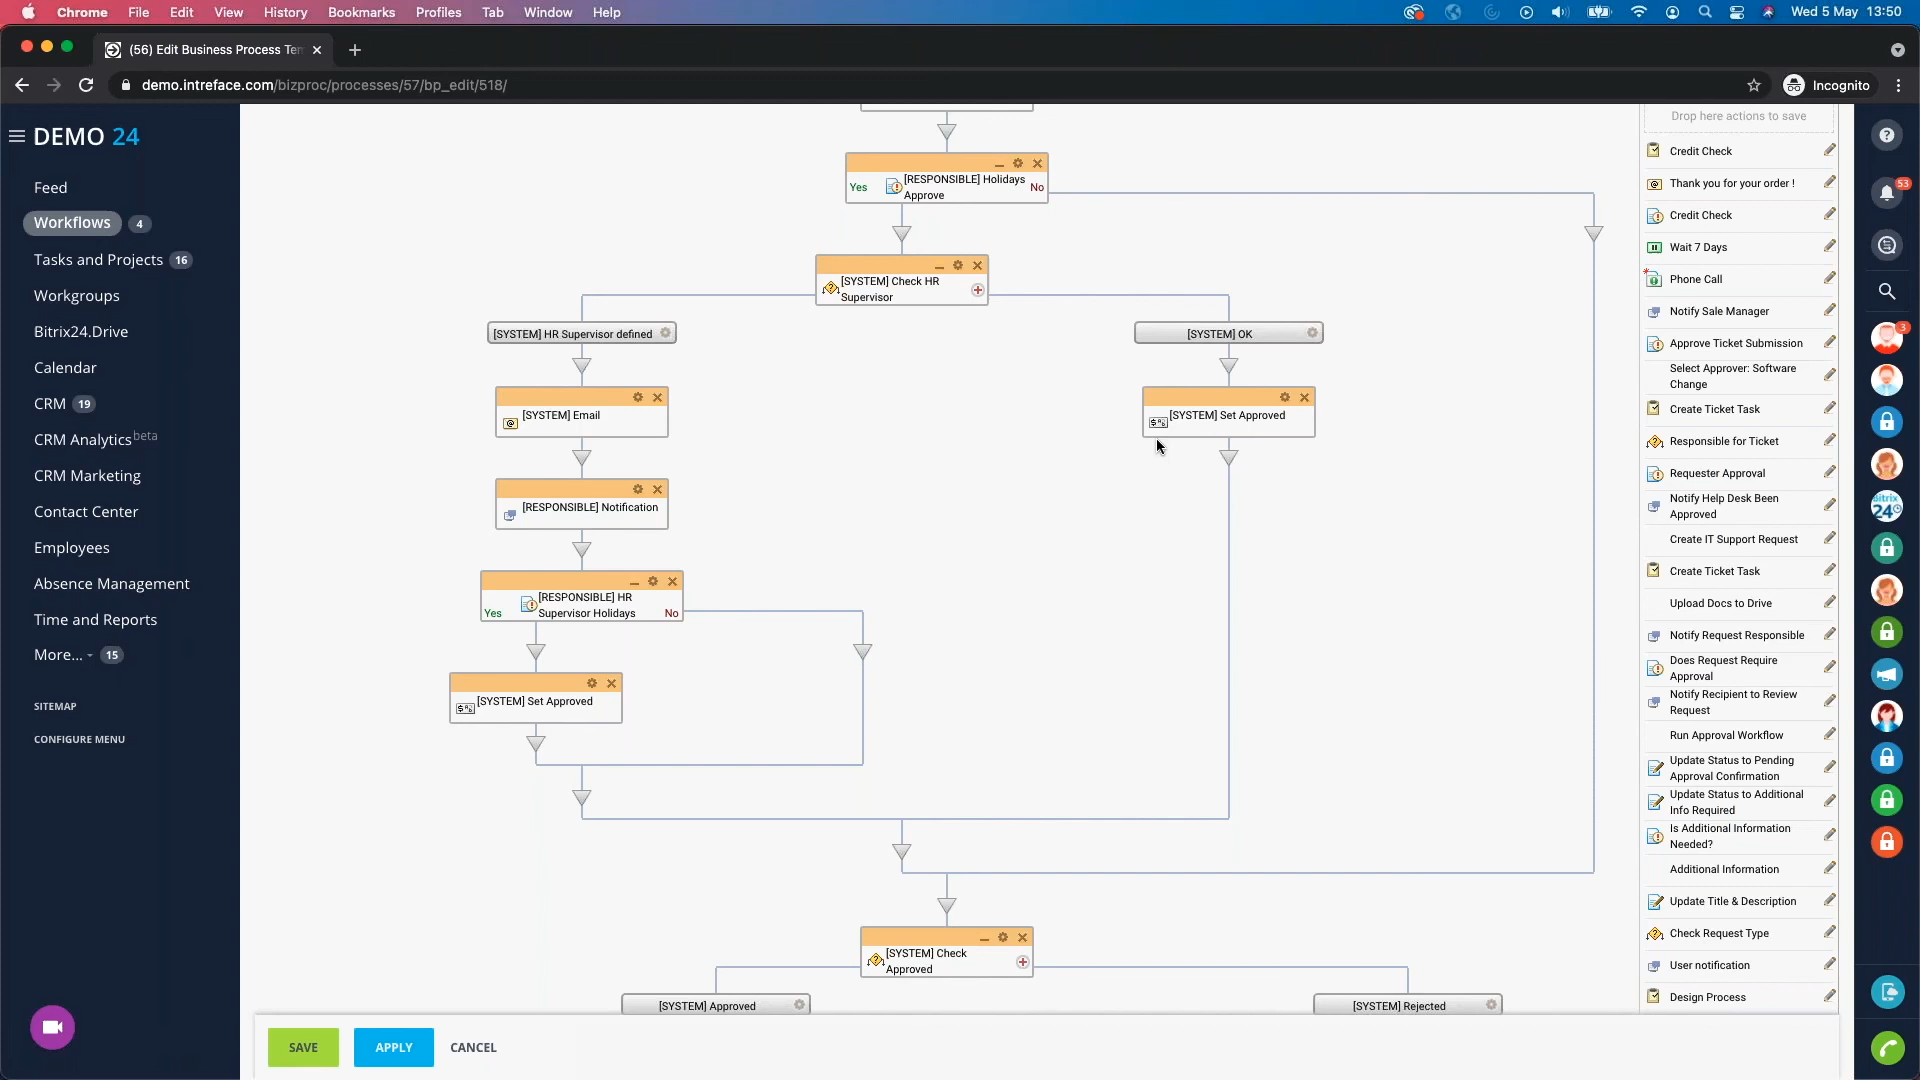 Chrome File Edit View History Bookmarks Profiles Tab Window Help
Wed 5 May 13:50
(56) Edit Business Process Ten
demo.intreface.com/bizproc/processes/57/bp_edit/518/
Incognito
DEMO 24
Feed
Workflows 4
Tasks and Projects 16
Workgroups
Bitrix24.Drive
Calendar
CRM 19
CRM Analytics beta
CRM Marketing
Contact Center
Employees
Absence Management
Time and Reports
More... 15
SITEMAP
CONFIGURE MENU
Yes
[RESPONSIBLE] Holidays
Approve
No
[SYSTEM] Check HR
Supervisor
[SYSTEM] HR Supervisor defined
[SYSTEM] OK
[SYSTEM] Email
[SYSTEM] Set Approved
[RESPONSIBLE] Notification
Yes
[RESPONSIBLE] HR
Supervisor Holidays
No
[SYSTEM] Set Approved
[SYSTEM] Check
Approved
[SYSTEM] Approved
[SYSTEM] Rejected
SAVE
APPLY
CANCEL
Drop here actions to save
Credit Check
Thank you for your order !
Credit Check
Wait 7 Days
Phone Call
Notify Sale Manager
Approve Ticket Submission
Select Approver: Software
Change
Create Ticket Task
Responsible for Ticket
Requester Approval
Notify Help Desk Been
Approved
Create IT Support Request
Create Ticket Task
Upload Docs to Drive
Notify Request Responsible
Does Request Require
Approval
Notify Recipient to Review
Request
Run Approval Workflow
Update Status to Pending
Approval Confirmation
Update Status to Additional
Info Required
Is Additional Information
Needed?
Additional Information
Update Title & Description
Check Request Type
User notification
Design Process
53
3
Bitrix
24